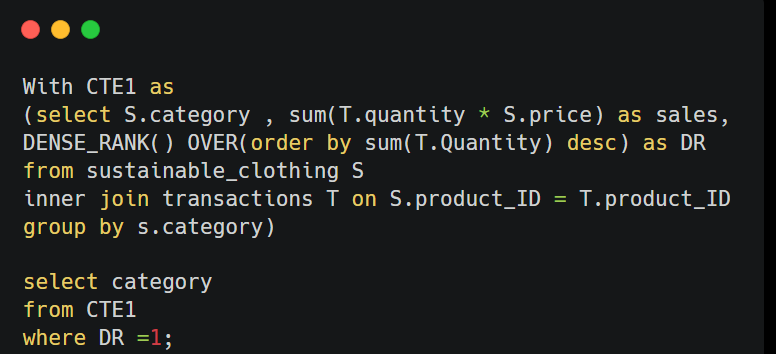 With CTE1 as
(select S.category , sum(T.quantity * S.price) as sales,
DENSE_RANK() OVER(order by sum(T.Quantity) desc) as DR
from sustainable_clothing S
inner join transactions T on S.product_ID = T.product_ID
group by s.category)
select category
from CTE1
where DR =1;